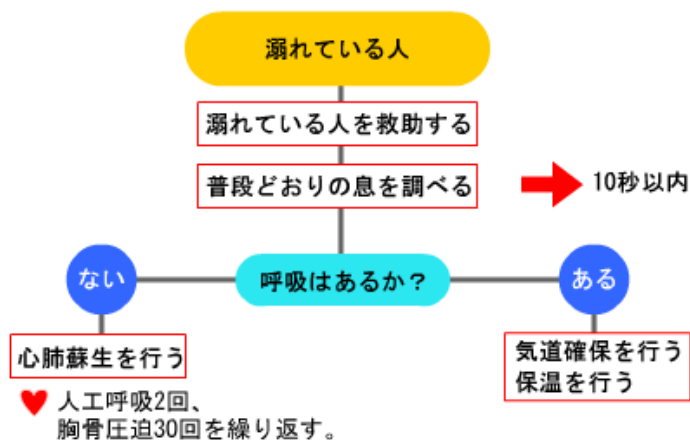 溺れている人
溺れている人を救助する
普段どおりの息を調べる
10秒以内
ない
呼吸はあるか？
ある
心肺蘇生を行う
気道確保を行う
保温を行う
人工呼吸2回、
胸骨圧迫30回を繰り返す。